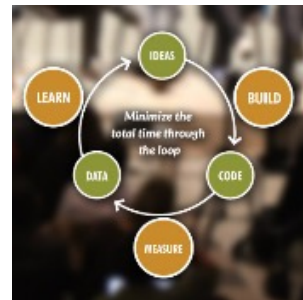 IDEAS
LEARN
BUILD
Minimize the
total time through
the loop
DATA
CODE
MEASURE